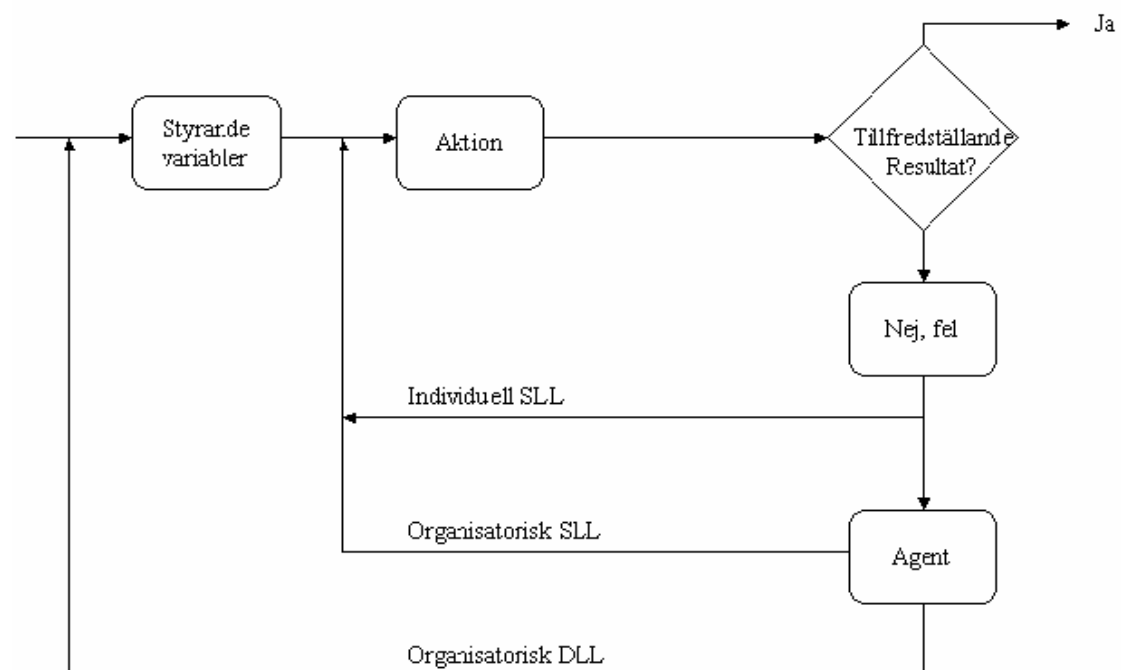 Ja
Styrande
variabler
Aktion
Tillfredställande
Resultat?
Nej, fel
Individuell SLL
Organisatorisk SLL
Agent
Organisatorisk DLL